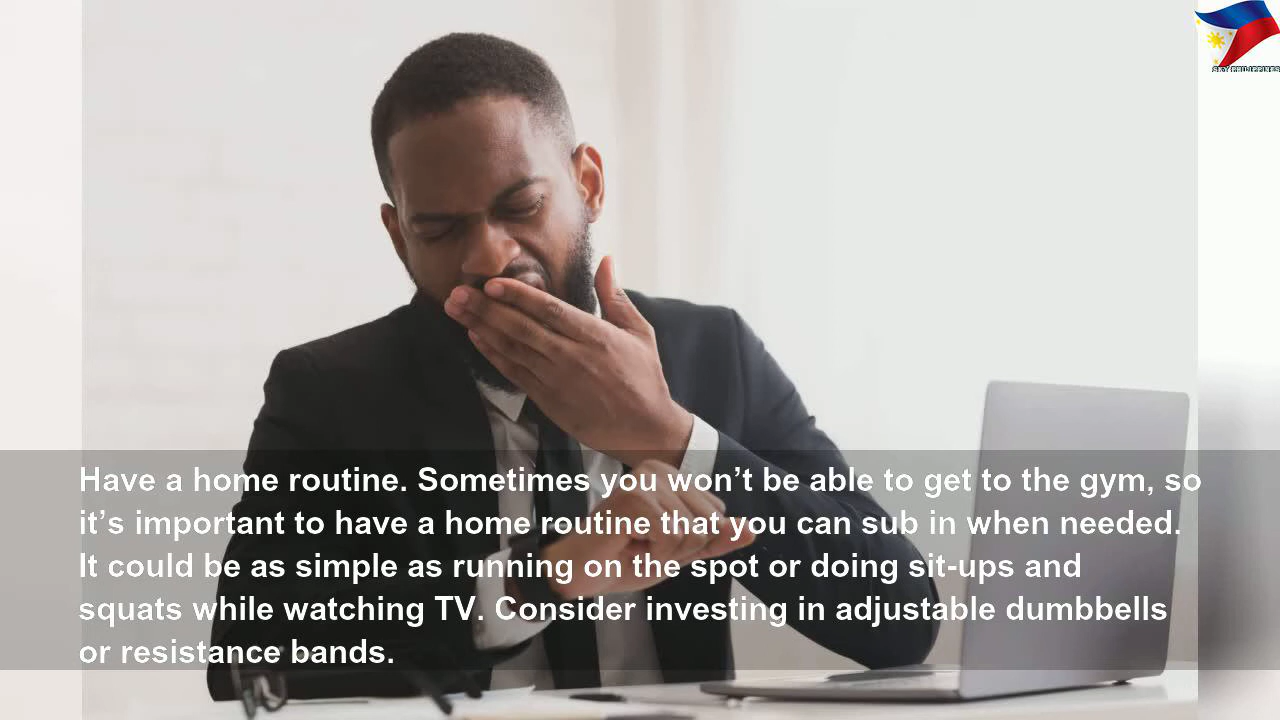 SKY PHILIPPINES
Have a home routine. Sometimes you won’t be able to get to the gym, so
it’s important to have a home routine that you can sub in when needed.
It could be as simple as running on the spot or doing sit-ups and
squats while watching TV. Consider investing in adjustable dumbbells
or resistance bands.